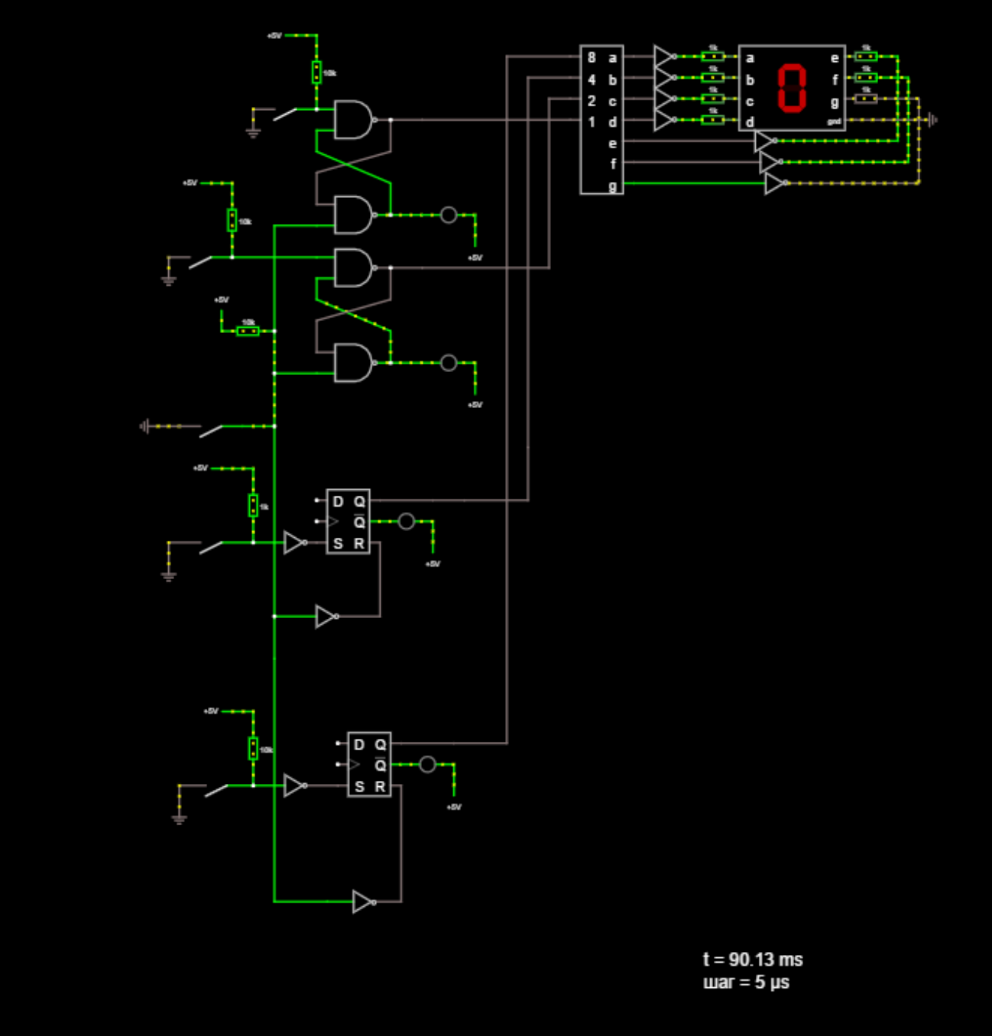 +5V
10k
+5V
10k
+5V
+5V
10k
+5V
+5V
1k
D Q
Q
S R
+5V
+5V
10k
D Q
Q
S R
+5V
8 a
4 b
2 c
1 d
e
f
g
1k
1k
1k
1k
a e
b f
c g
d gnd
1k
1k
1k
0
t = 90.13 ms
шаг = 5 µs